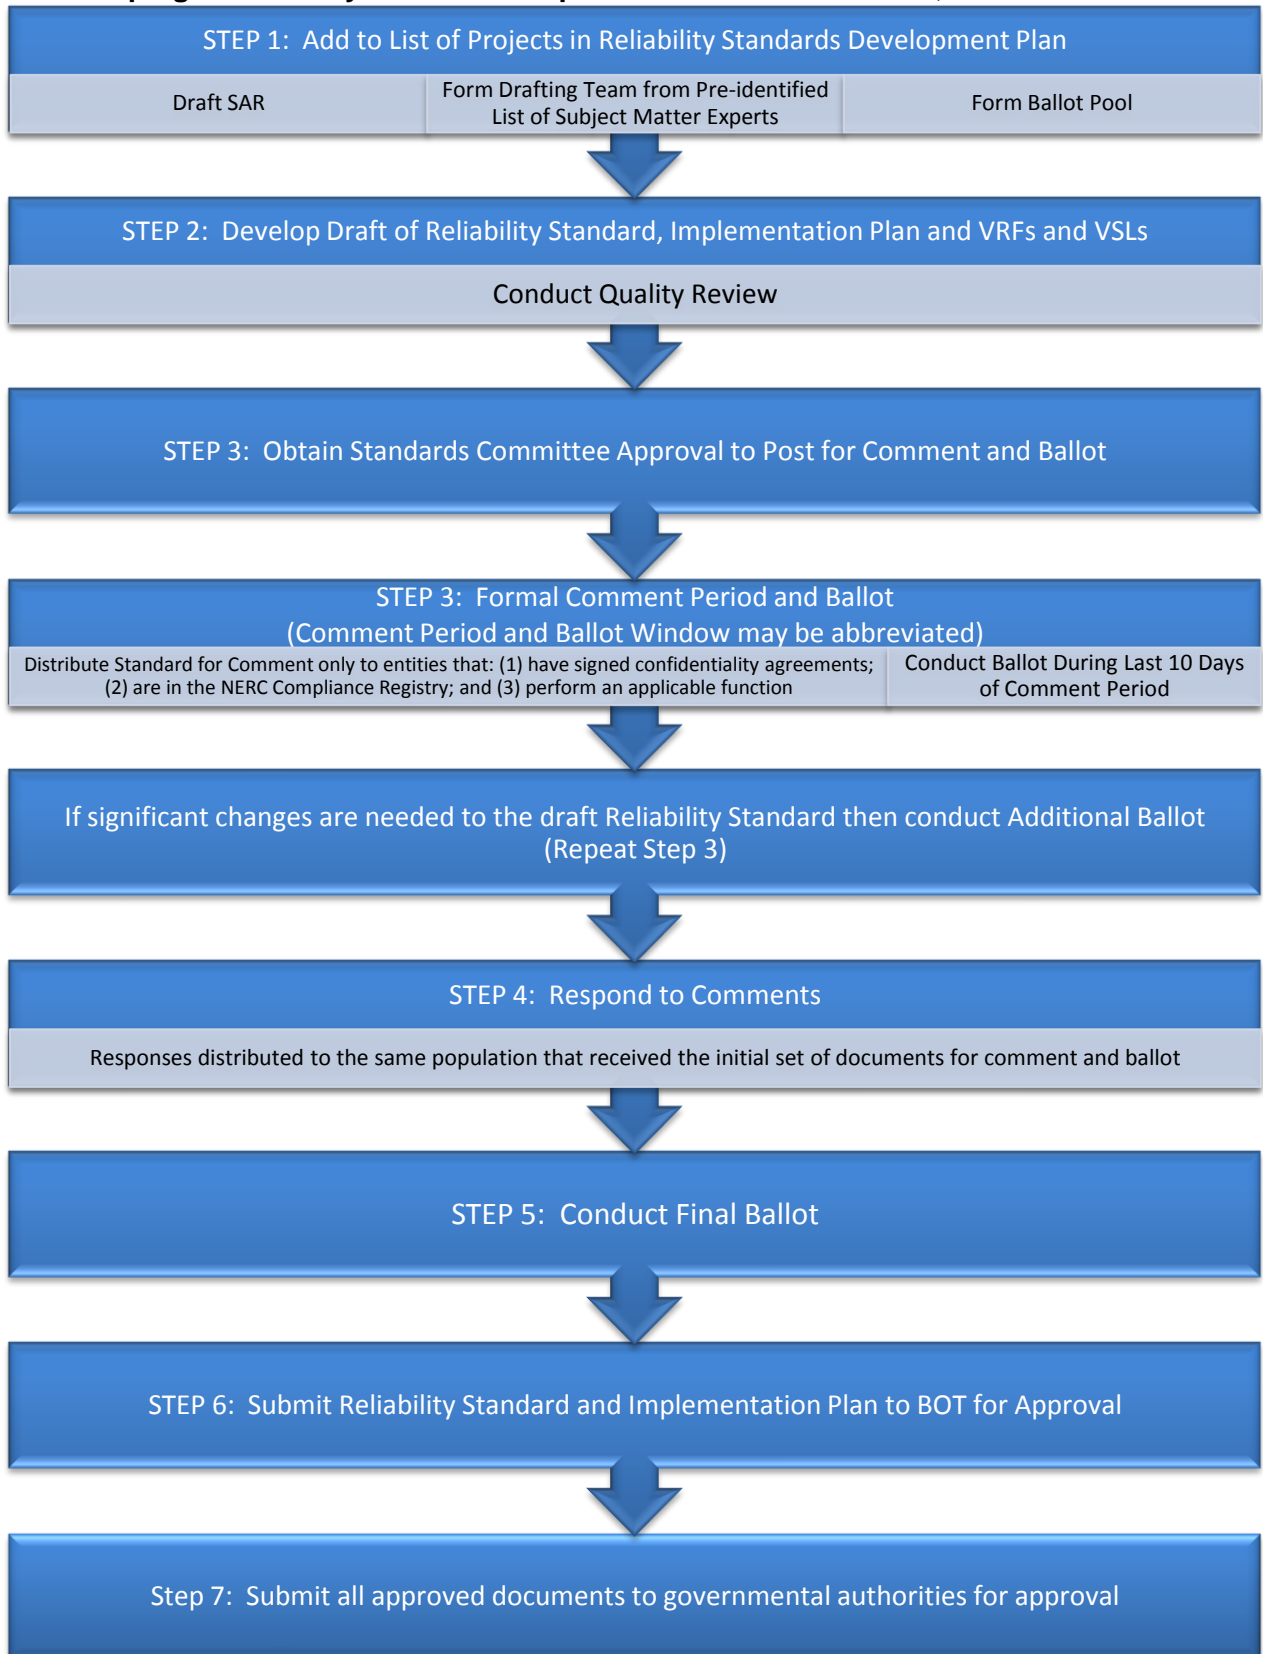 STEP 1: Add to List of Projects in Reliability Standards Development Plan
Draft SAR
Form Drafting Team from Pre-identified
List of Subject Matter Experts
Form Ballot Pool
STEP 2: Develop Draft of Reliability Standard, Implementation Plan and VRFs and VSLs
Conduct Quality Review
STEP 3: Obtain Standards Committee Approval to Post for Comment and Ballot
STEP 3: Formal Comment Period and Ballot
(Comment Period and Ballot Window may be abbreviated)
Distribute Standard for Comment only to entities that: (1) have signed confidentiality agreements;
(2) are in the NERC Compliance Registry; and (3) perform an applicable function
Conduct Ballot During Last 10 Days
of Comment Period
If significant changes are needed to the draft Reliability Standard then conduct Additional Ballot
(Repeat Step 3)
STEP 4: Respond to Comments
Responses distributed to the same population that received the initial set of documents for comment and ballot
STEP 5: Conduct Final Ballot
STEP 6: Submit Reliability Standard and Implementation Plan to BOT for Approval
Step 7: Submit all approved documents to governmental authorities for approval